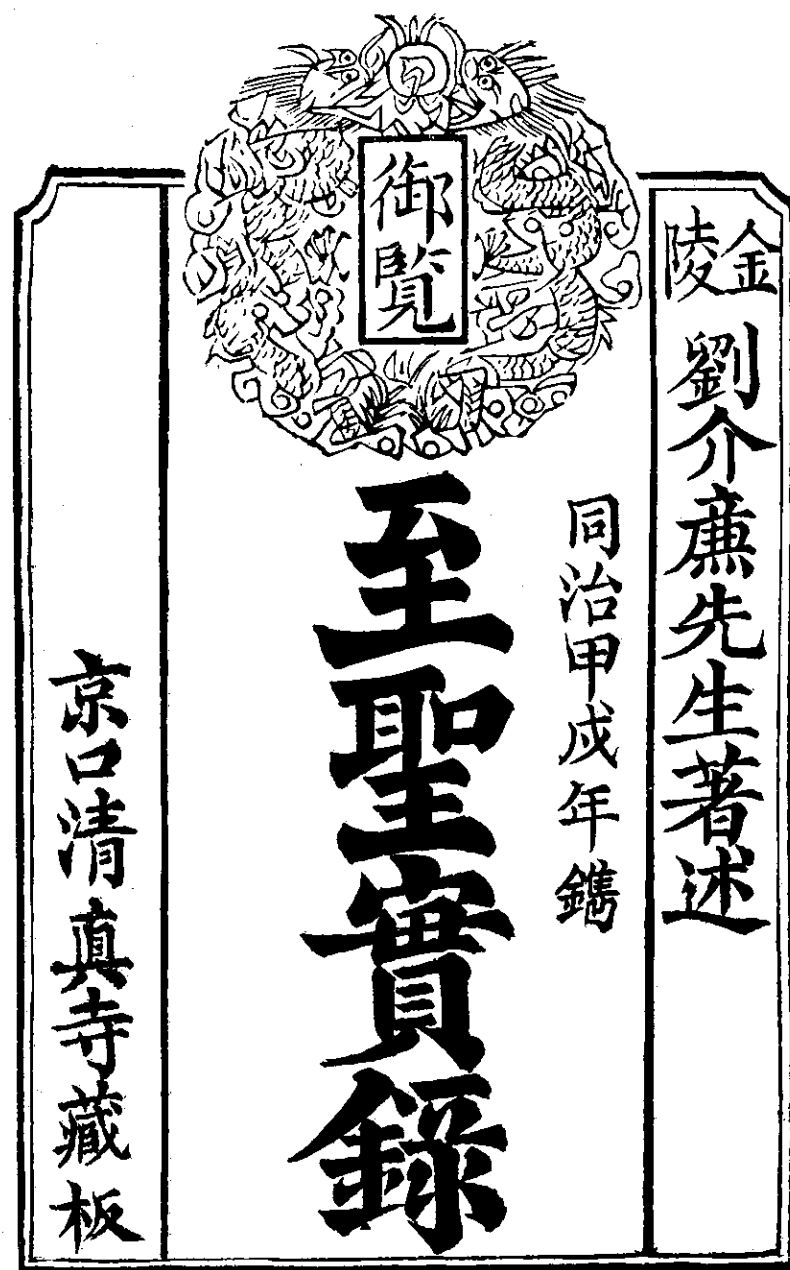 御覽
金陵劉介廉先生著述
同治甲戌年鐫
至聖實錄
京口清真寺藏板